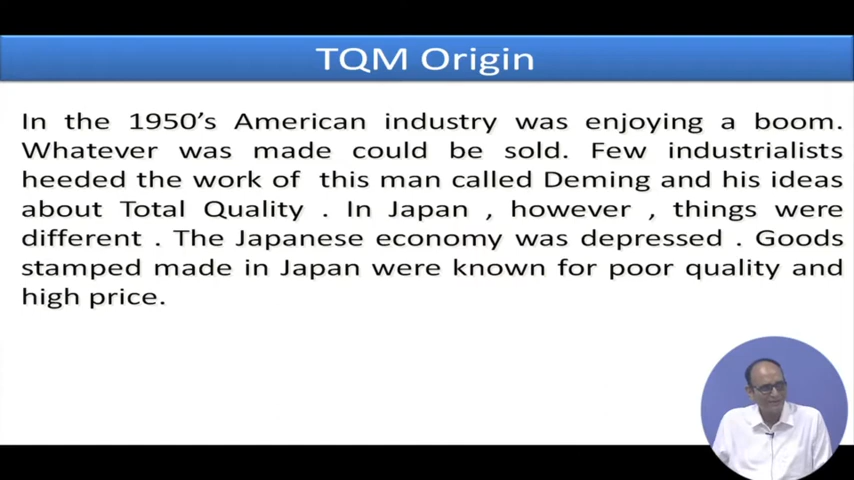 TQM Origin
In the 1950's American industry was enjoying a boom.
Whatever was made could be sold. Few industrialists
heeded the work of this man called Deming and his ideas
about Total Quality . In Japan , however , things were
different . The Japanese economy was depressed . Goods
stamped made in Japan were known for poor quality and
high price.